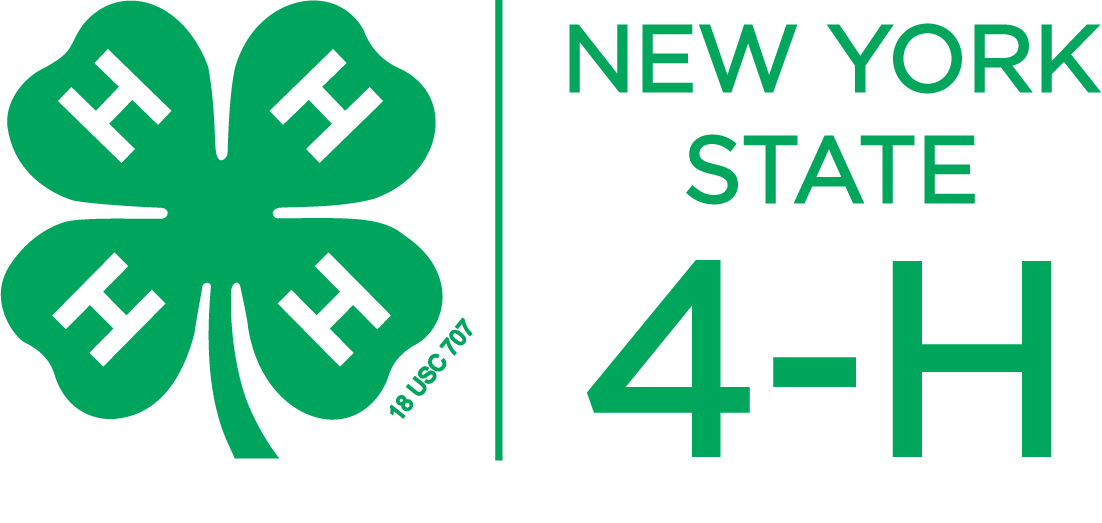 H H
H H
18 USC 707
NEW YORK
STATE
4-H